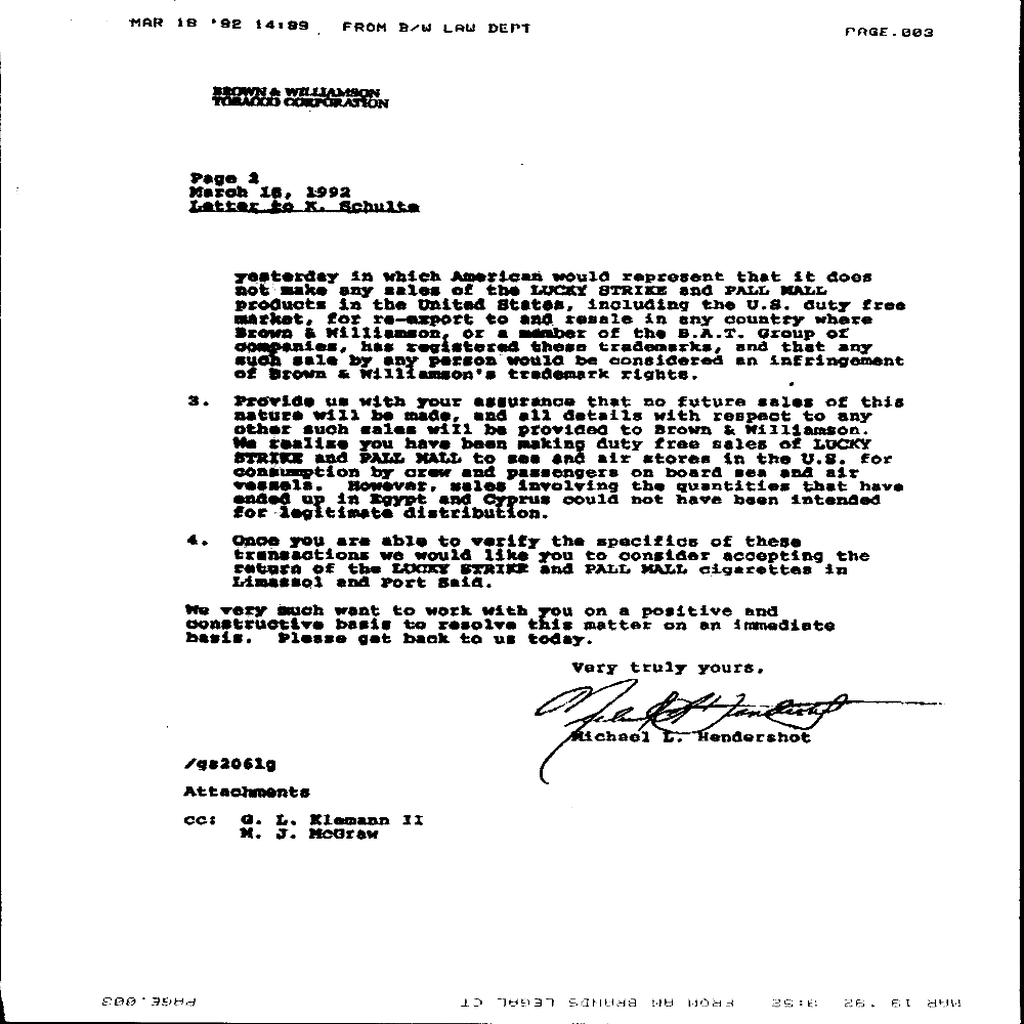 MAR 18 '92 14:09 FROM B/W LAW DEPT PAGE.003
BROWN & WILLIAMSON
TOBACCO CORPORATION
Page 2
March 18, 1992
Letter to K. Schulte
yesterday in which American would represent that it does
not make any sales of the LUCKY STRIKE and PALL MALL
products in the United States, including the U.S. duty free
market, for re-export to and resale in any country where
Brown & Williamson, or a member of the B.A.T. Group of
companies, has registered these trademarks, and that any
such sale by any person would be considered an infringement
of Brown & Williamson's trademark rights.
3. Provide us with your assurance that no future sales of this
nature will be made, and all details with respect to any
other such sales will be provided to Brown & Williamson.
We realize you have been making duty free sales of LUCKY
STRIKE and PALL MALL to sea and air stores in the U.S. for
consumption by crew and passengers on board sea and air
vessels. However, sales involving the quantities that have
ended up in Egypt and Cyprus could not have been intended
for legitimate distribution.
4. Once you are able to verify the specifics of these
transactions we would like you to consider accepting the
return of the LUCKY STRIKE and PALL MALL cigarettes in
Limassol and Port Said.
We very much want to work with you on a positive and
constructive basis to resolve this matter on an immediate
basis. Please get back to us today.
Very truly yours,
Michael L. Hendershot
/gs2061g
Attachments
cc: G. L. Klemann II
M. J. McGraw
MAR 19 '92 9:52 FROM AM BRANDS LEGAL CT PAGE.003